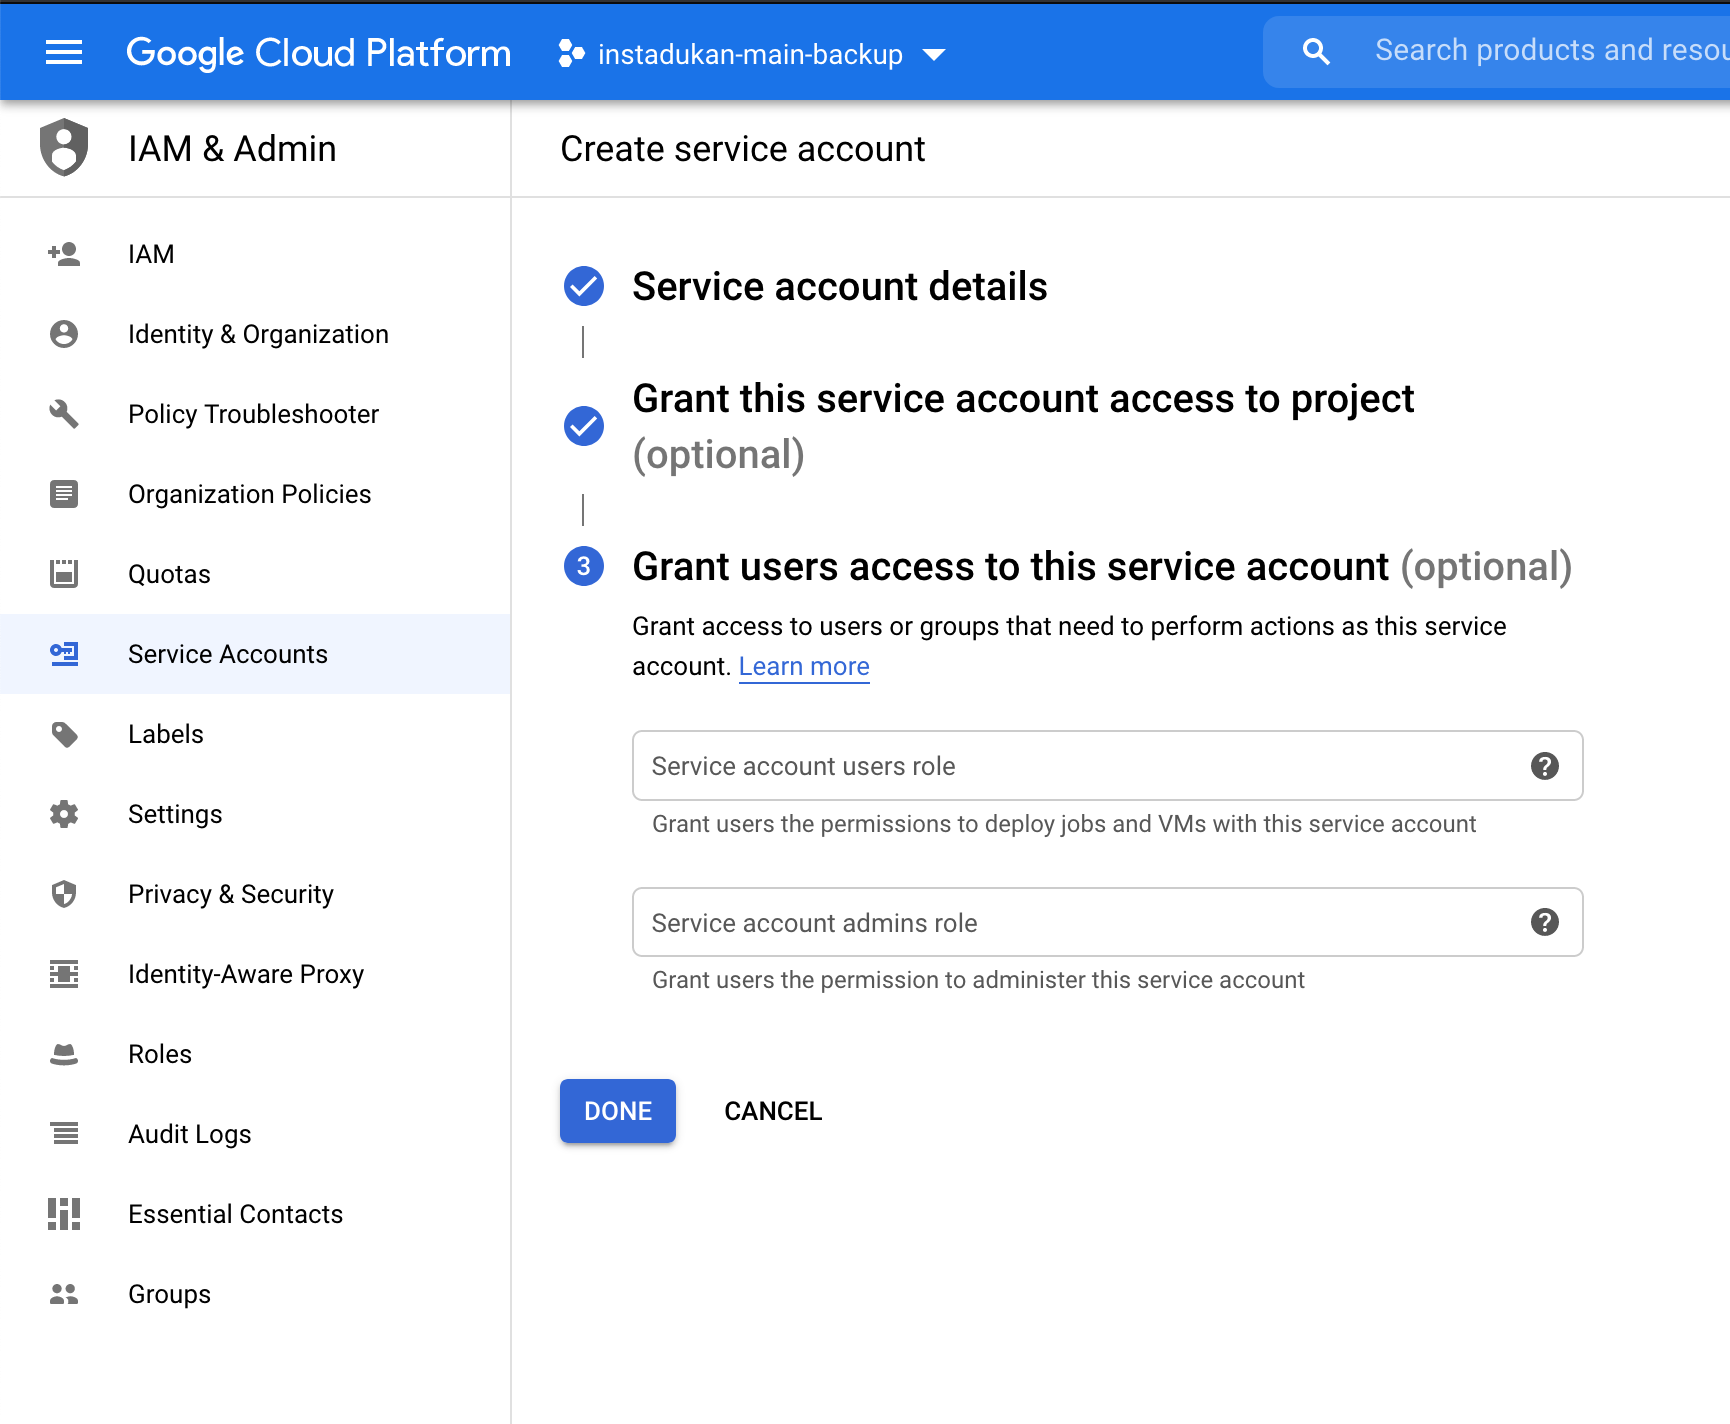 Google Cloud Platform
instadukan-main-backup
Search products and resou
IAM & Admin
Create service account
IAM
Identity & Organization
Policy Troubleshooter
Organization Policies
Quotas
Service Accounts
Labels
Settings
Privacy & Security
Identity-Aware Proxy
Roles
Audit Logs
Essential Contacts
Groups
Service account details
Grant this service account access to project
(optional)
3
Grant users access to this service account (optional)
Grant access to users or groups that need to perform actions as this service
account. Learn more
Service account users role
?
Grant users the permissions to deploy jobs and VMs with this service account
Service account admins role
?
Grant users the permission to administer this service account
DONE
CANCEL